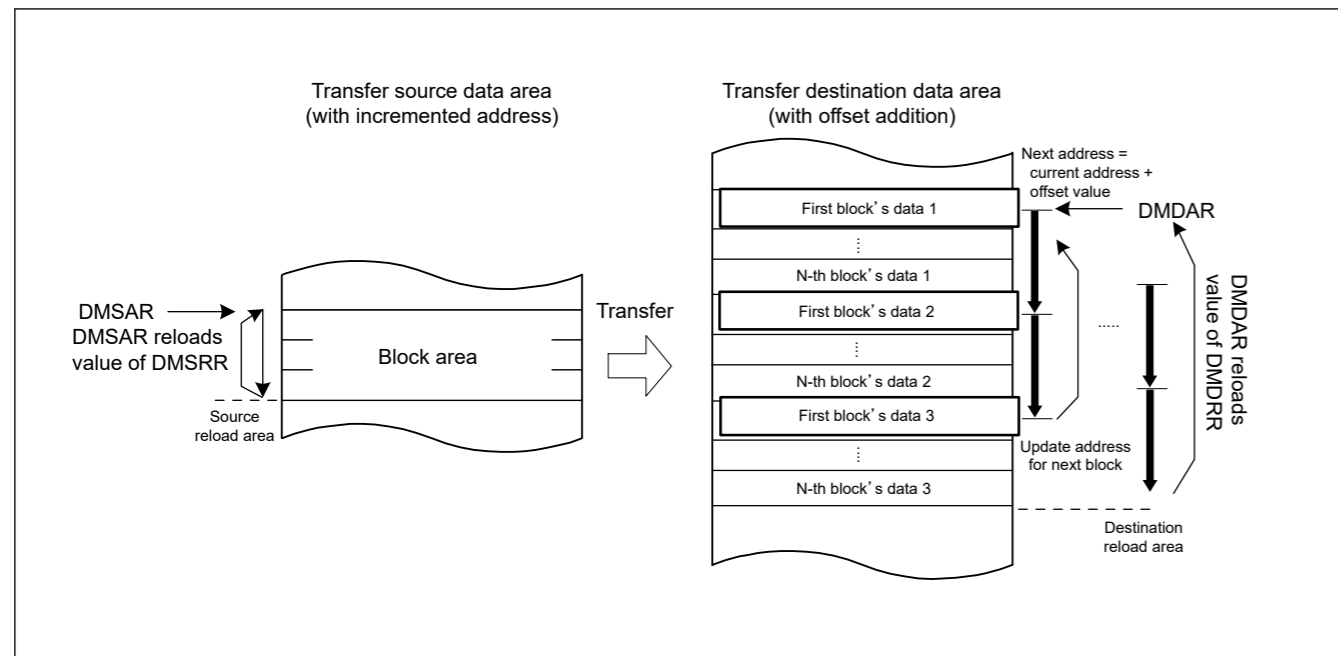 Transfer source data area
(with incremented address)
Transfer destination data area
(with offset addition)
Next address =
current address +
offset value
First block’s data 1
DMDAR
⋮
N-th block’s data 1
DMSAR
DMSAR reloads
value of DMSRR
Source
reload area
Block area
Transfer
First block’s data 2
.....
⋮
N-th block’s data 2
First block’s data 3
Update address
for next block
DMDAR reloads
value of DMDRR
⋮
N-th block’s data 3
Destination
reload area